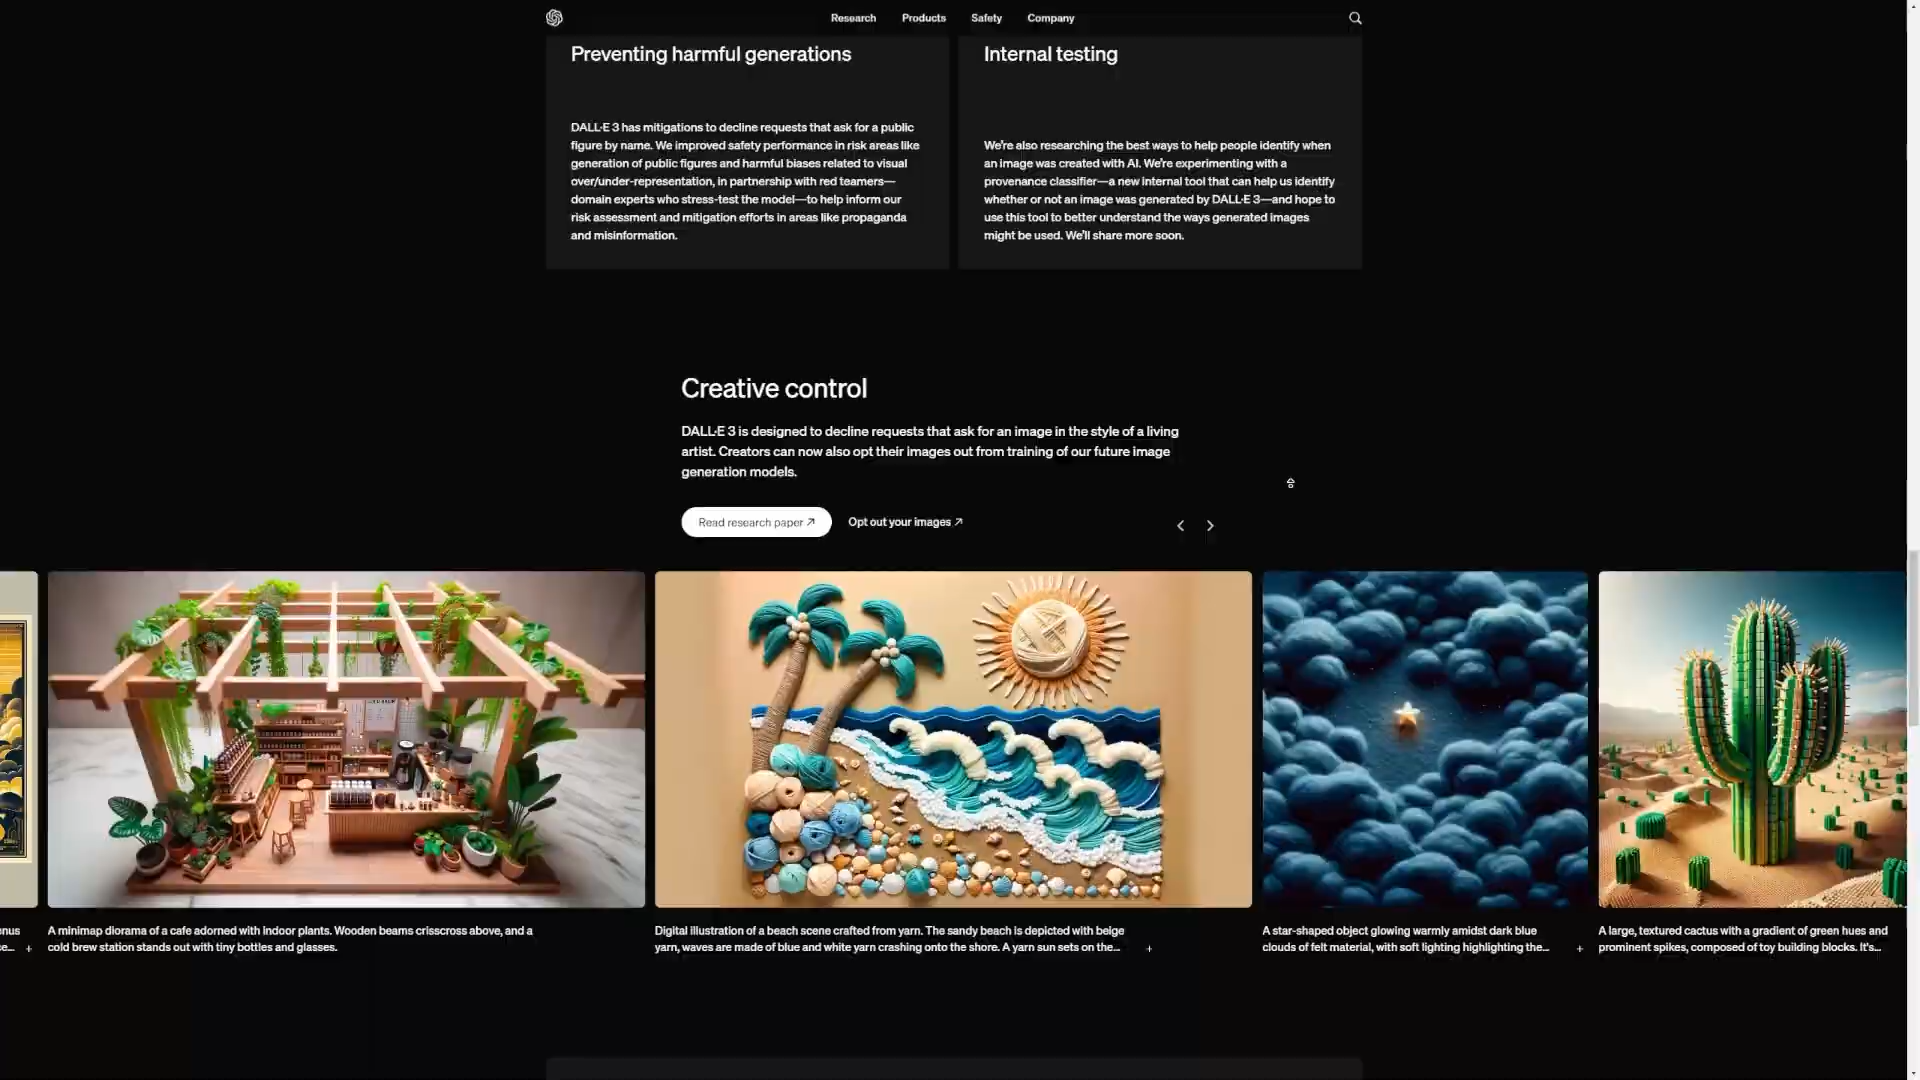 Research Products Safety Company
Preventing harmful generations
DALL·E 3 has mitigations to decline requests that ask for a public
figure by name. We improved safety performance in risk areas like
generation of public figures and harmful biases related to visual
over/under-representation, in partnership with red teamers—
domain experts who stress-test the model—to help inform our
risk assessment and mitigation efforts in areas like propaganda
and misinformation.
Internal testing
We're also researching the best ways to help people identify when
an image was created with AI. We're experimenting with a
provenance classifier—a new internal tool that can help us identify
whether or not an image was generated by DALL·E 3—and hope to
use this tool to better understand the ways generated images
might be used. We'll share more soon.
Creative control
DALL·E 3 is designed to decline requests that ask for an image in the style of a living
artist. Creators can now also opt their images out from training of our future image
generation models.
Read research paper ↗ Opt out your images ↗
A minimap diorama of a cafe adorned with indoor plants. Wooden beams crisscross above, and a
cold brew station stands out with tiny bottles and glasses.
Digital illustration of a beach scene crafted from yarn. The sandy beach is depicted with beige
yarn, waves are made of blue and white yarn crashing onto the shore. A yarn sun sets on the... +
A star-shaped object glowing warmly amidst dark blue
clouds of felt material, with soft lighting highlighting the... +
A large, textured cactus with a gradient of green hues and
prominent spikes, composed of toy building blocks. It's...